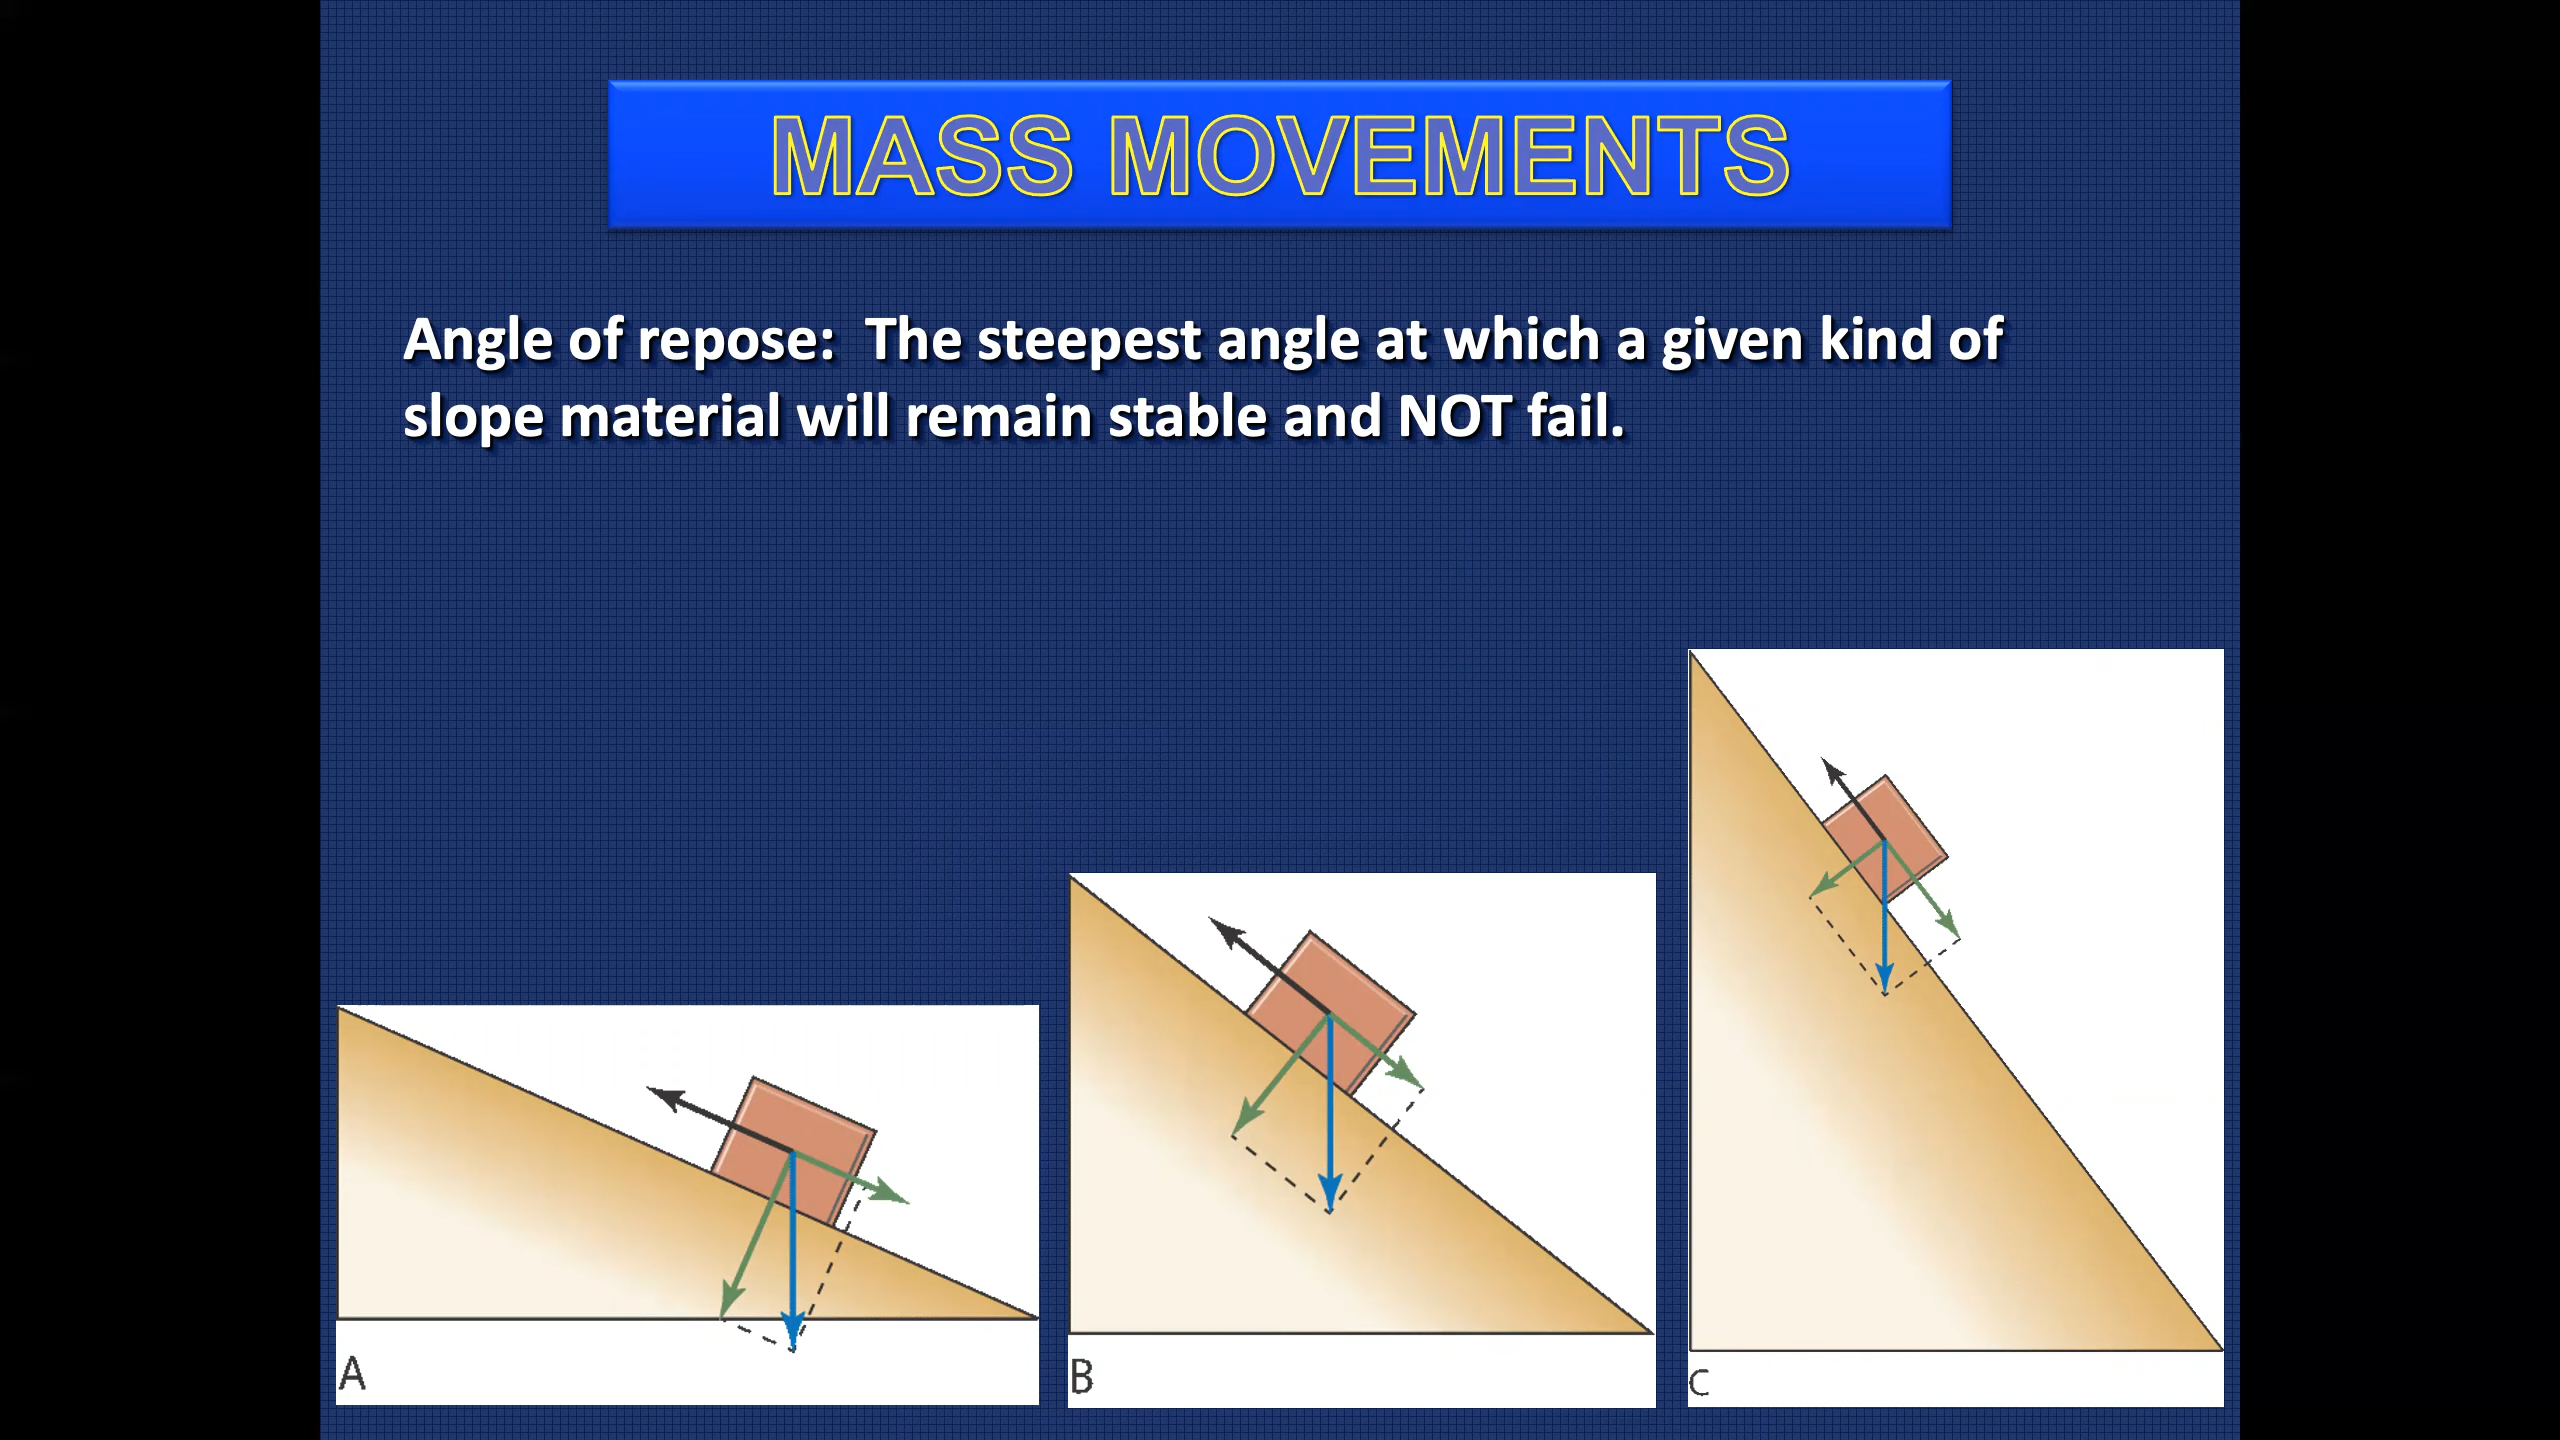 MASS MOVEMENTS
Angle of repose:  The steepest angle at which a given kind of
slope material will remain stable and NOT fail.
A
B
C